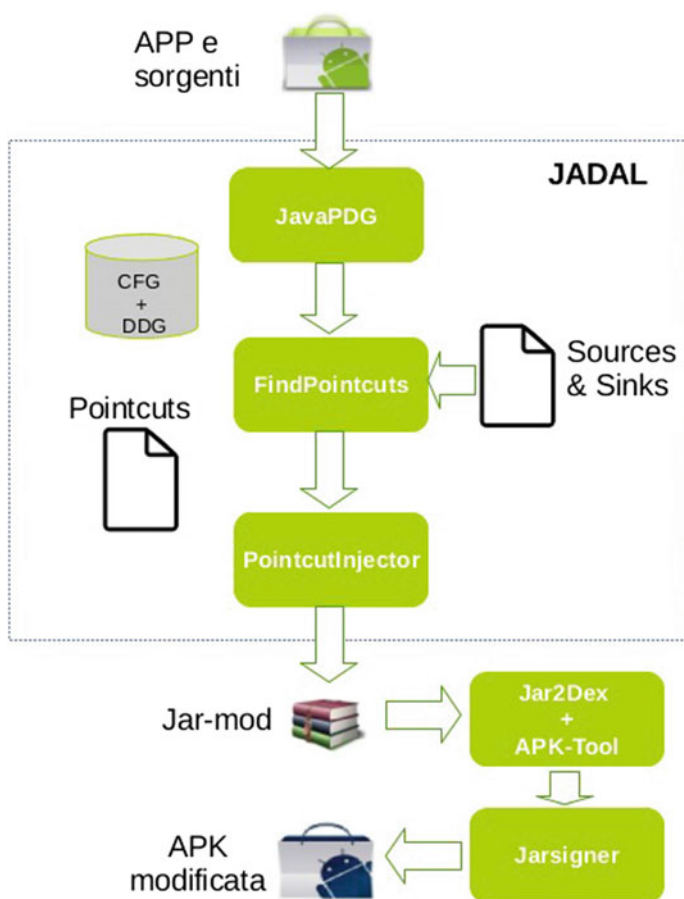 APP e
sorgenti
JADAL
JavaPDG
CFG
+
DDG
FindPointcuts
Sources
& Sinks
Pointcuts
PointcutInjector
Jar-mod
Jar2Dex
+
APK-Tool
APK
modificata
Jarsigner